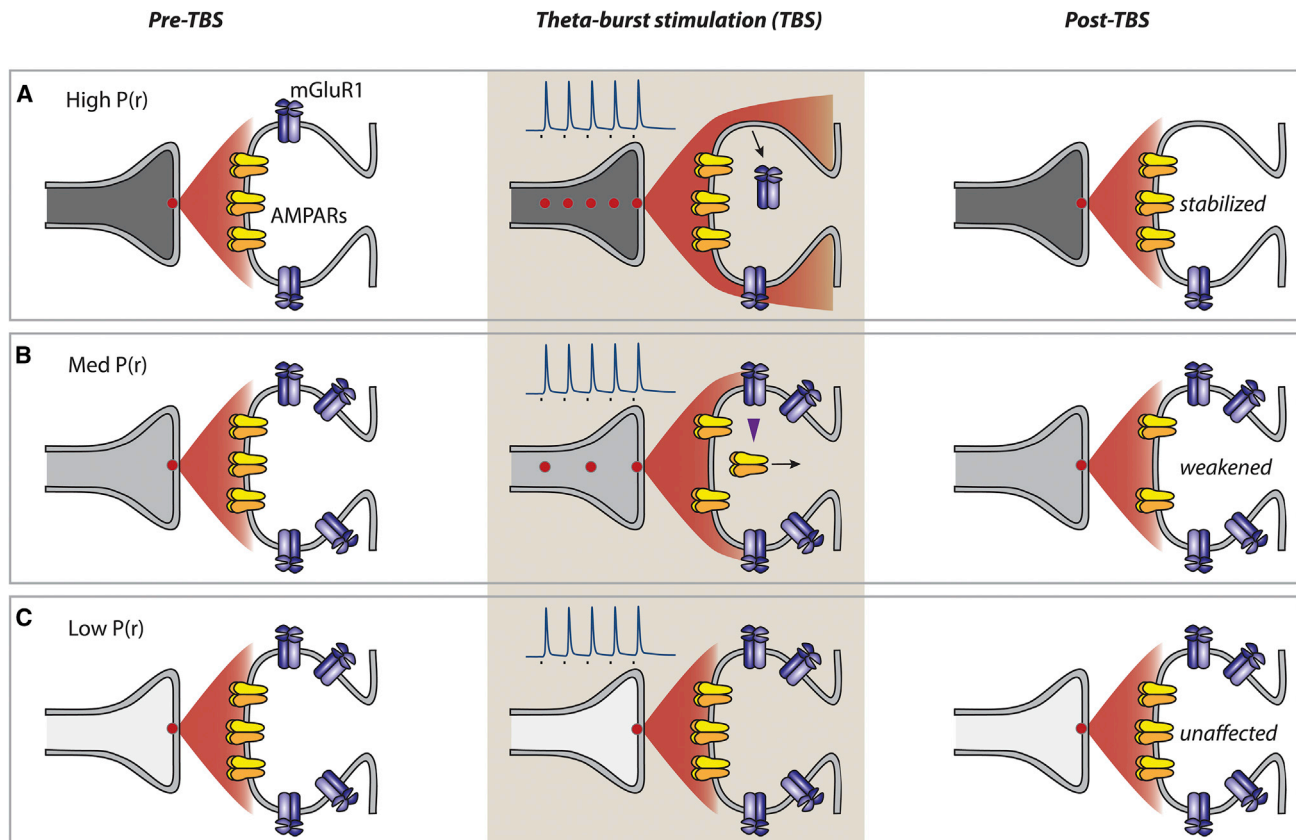 Pre-TBS
Theta-burst stimulation (TBS)
Post-TBS
A
High P(r)
mGluR1
AMPARs
stabilized
B
Med P(r)
weakened
C
Low P(r)
unaffected